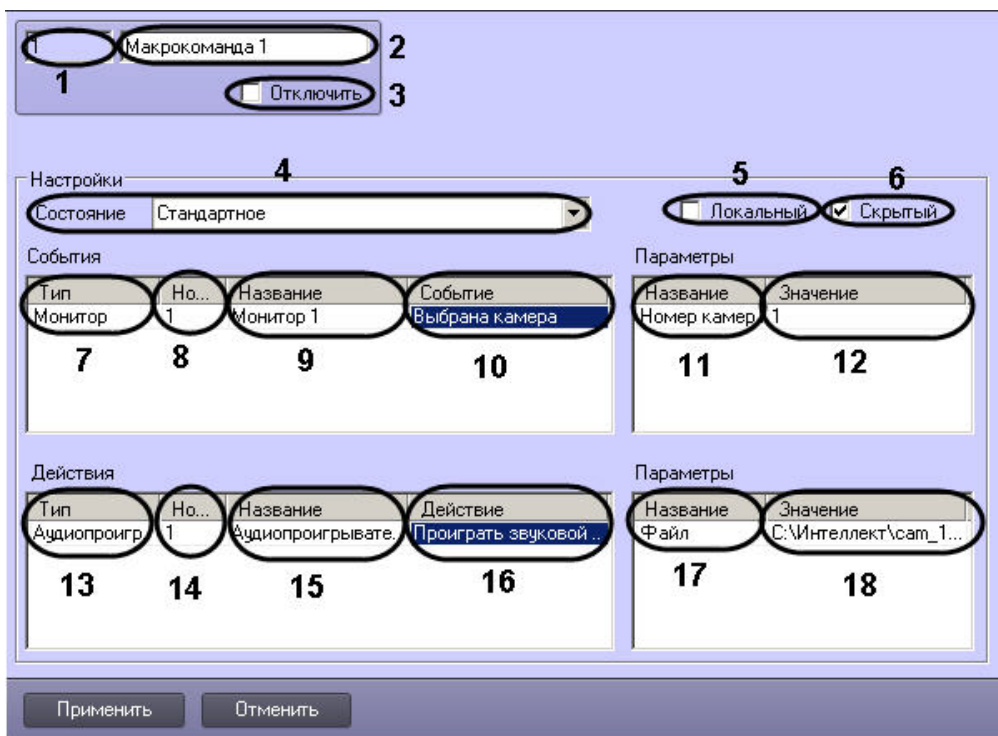 1 Макрокоманда 1 2
1
Отключить 3
Настройки 4 5 6
Состояние Стандартное Локальный Скрытый
События Параметры
Тип Но... Название Событие Название Значение
Монитор 1 Монитор 1 Выбрана камера Номер камер 1
7 8 9 10 11 12
Действия Параметры
Тип Но... Название Действие Название Значение
Аудиопроигр 1 Аудиопроигрывате. Проиграть звуковой .. Файл C:\Интеллект\cam_1...
13 14 15 16 17 18
Применить Отменить